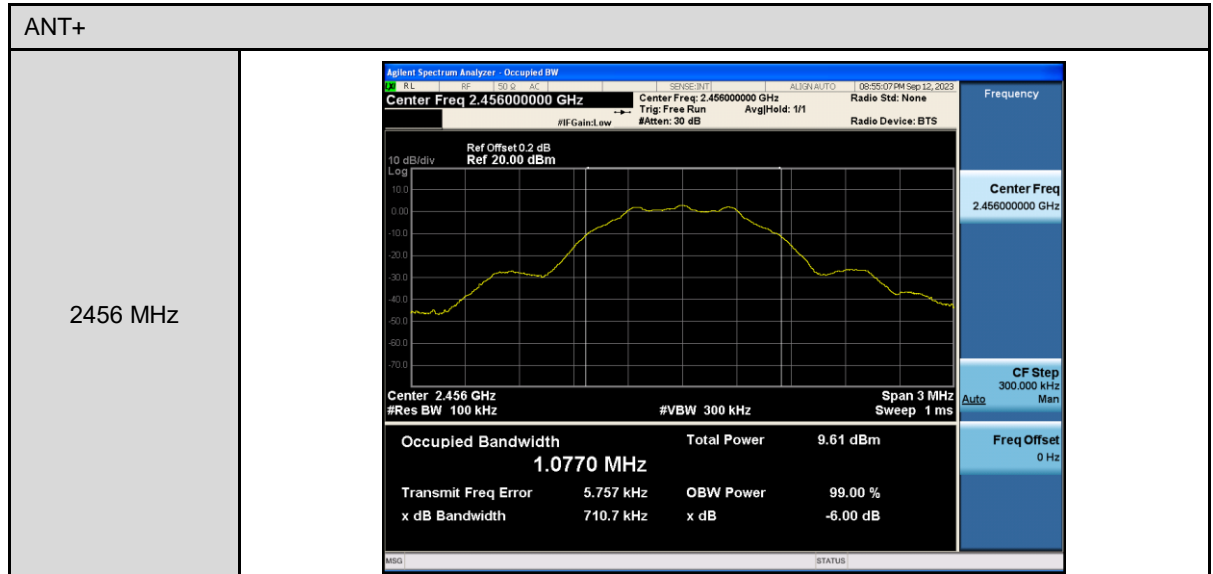 ANT+
2456 MHz
Agilent Spectrum Analyzer - Occupied BW
RL RF 50 Ω AC SENSE:INT ALIGN AUTO 08:55:07 PM Sep 12, 2023
Center Freq 2.456000000 GHz
Center Freq: 2.456000000 GHz Radio Std: None
Trig: Free Run Avg|Hold: 1/1
#IFGain:Low #Atten: 30 dB Radio Device: BTS
Ref Offset 0.2 dB
10 dB/div Ref 20.00 dBm
Log
10.0
0.00
-10.0
-20.0
-30.0
-40.0
-50.0
-60.0
-70.0
Center 2.456 GHz Span 3 MHz
#Res BW 100 kHz #VBW 300 kHz Sweep 1 ms
Occupied Bandwidth Total Power 9.61 dBm
1.0770 MHz
Transmit Freq Error 5.757 kHz OBW Power 99.00 %
x dB Bandwidth 710.7 kHz x dB -6.00 dB
MSG STATUS
Frequency
Center Freq
2.456000000 GHz
CF Step
300.000 kHz
Auto Man
Freq Offset
0 Hz